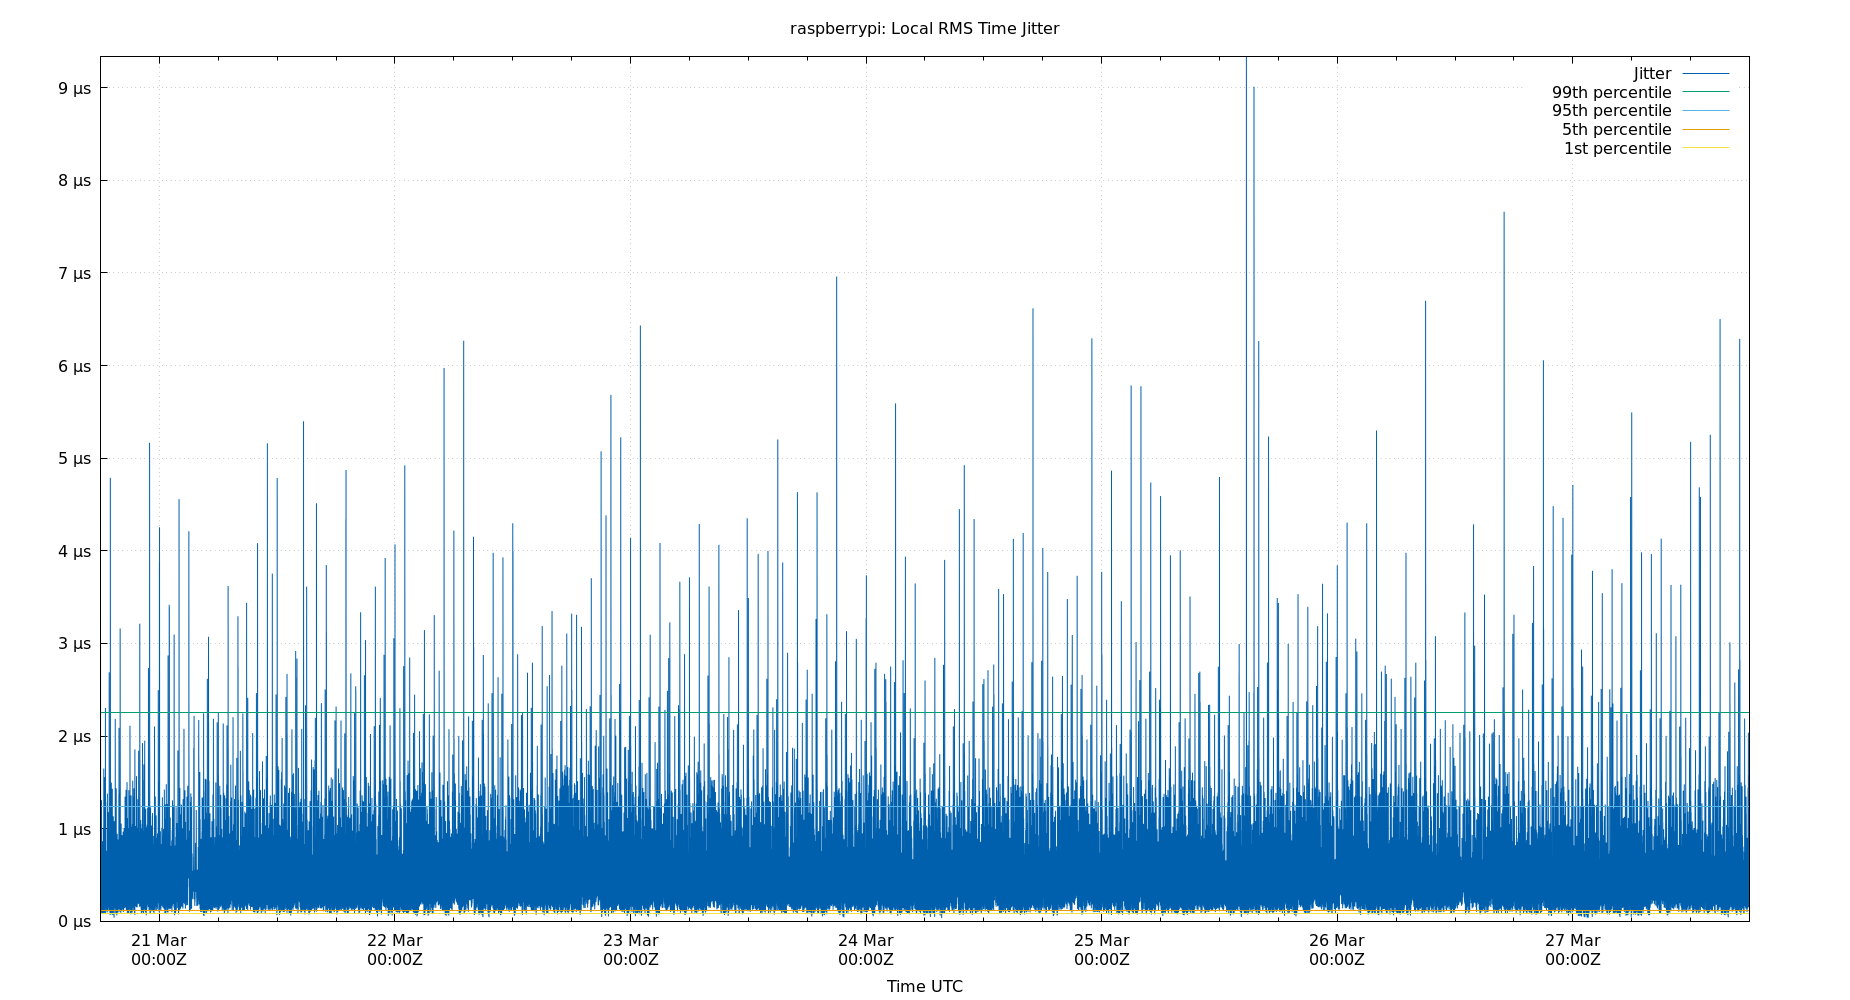 raspberrypi: Local RMS Time Jitter
9 µs
8 µs
7 µs
6 µs
5 µs
4 µs
3 µs
2 µs
1 µs
0 µs
Jitter
99th percentile
95th percentile
5th percentile
1st percentile
21 Mar
00:00Z
22 Mar
00:00Z
23 Mar
00:00Z
24 Mar
00:00Z
25 Mar
00:00Z
26 Mar
00:00Z
27 Mar
00:00Z
Time UTC